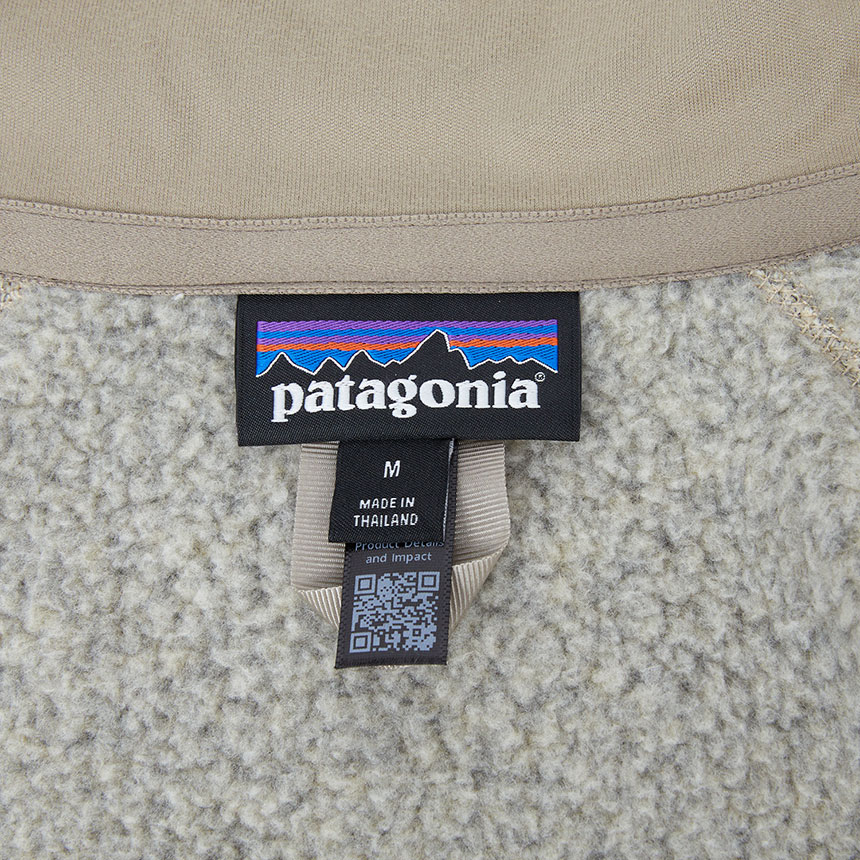 patagonia®
M
MADE IN
THAILAND
Product Details
and Impact